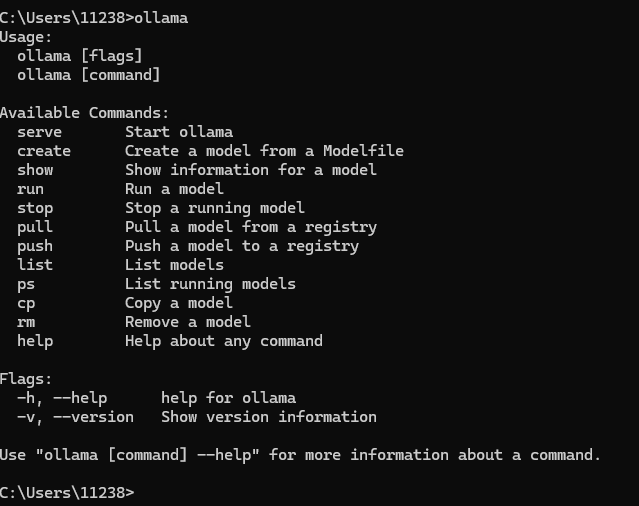 C:\Users\11238>ollama
Usage:
  ollama [flags]
  ollama [command]

Available Commands:
  serve       Start ollama
  create      Create a model from a Modelfile
  show        Show information for a model
  run         Run a model
  stop        Stop a running model
  pull        Pull a model from a registry
  push        Push a model to a registry
  list        List models
  ps          List running models
  cp          Copy a model
  rm          Remove a model
  help        Help about any command

Flags:
  -h, --help      help for ollama
  -v, --version   Show version information

Use "ollama [command] --help" for more information about a command.

C:\Users\11238>